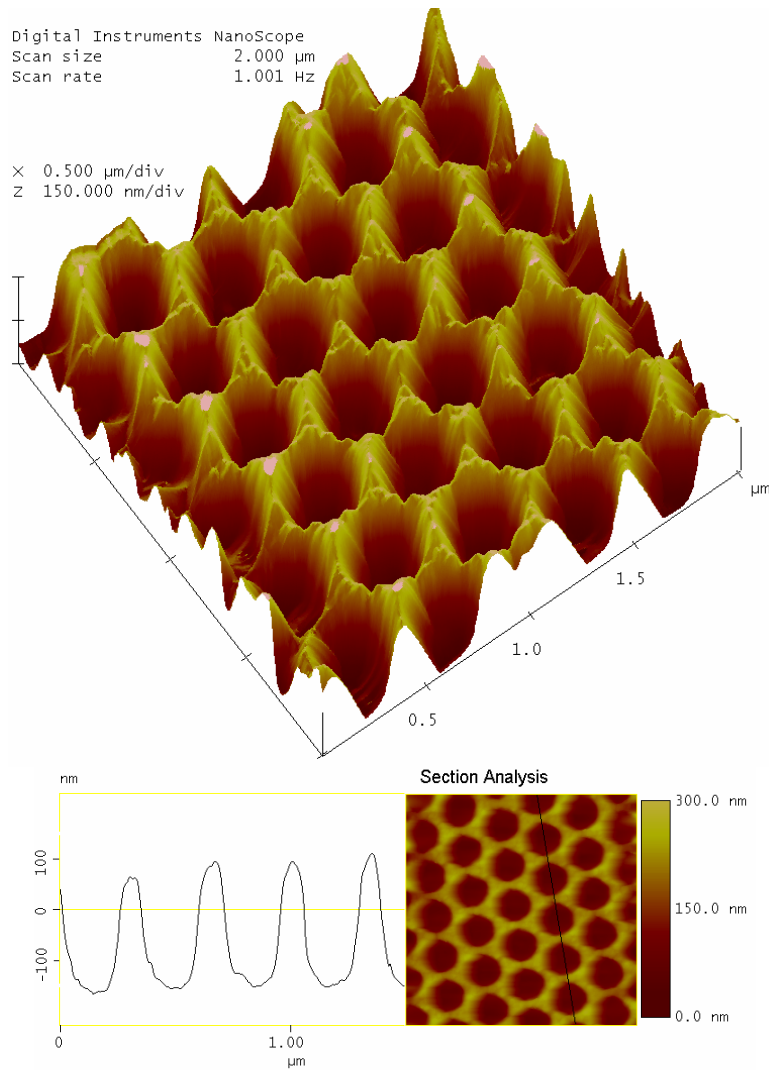 Digital Instruments NanoScope
Scan size 2.000 µm
Scan rate 1.001 Hz
X 0.500 µm/div
Z 150.000 nm/div
µm
1.5
1.0
0.5
nm
Section Analysis
300.0 nm
100
150.0 nm
0
-100
0.0 nm
0
1.00
µm